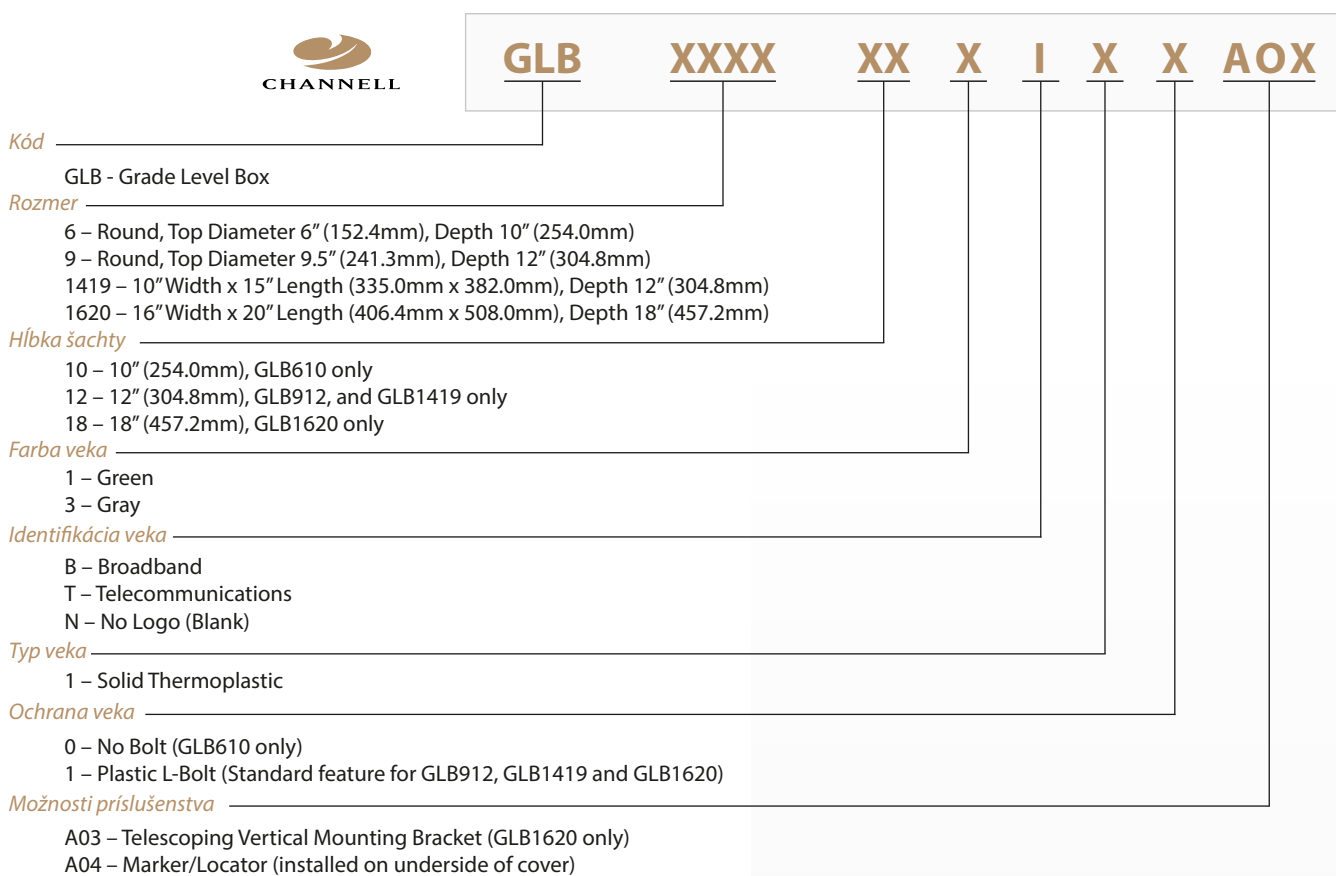 CHANNELL
GLB XXXX XX X I X X AOX
Kód
GLB - Grade Level Box
Rozmer
6 – Round, Top Diameter 6” (152.4mm), Depth 10” (254.0mm)
9 – Round, Top Diameter 9.5” (241.3mm), Depth 12” (304.8mm)
1419 – 10” Width x 15” Length (335.0mm x 382.0mm), Depth 12” (304.8mm)
1620 – 16” Width x 20” Length (406.4mm x 508.0mm), Depth 18” (457.2mm)
Hĺbka šachty
10 – 10” (254.0mm), GLB610 only
12 – 12” (304.8mm), GLB912, and GLB1419 only
18 – 18” (457.2mm), GLB1620 only
Farba veka
1 – Green
3 – Gray
Identifikácia veka
B – Broadband
T – Telecommunications
N – No Logo (Blank)
Typ veka
1 – Solid Thermoplastic
Ochrana veka
0 – No Bolt (GLB610 only)
1 – Plastic L-Bolt (Standard feature for GLB912, GLB1419 and GLB1620)
Možnosti príslušenstva
A03 – Telescoping Vertical Mounting Bracket (GLB1620 only)
A04 – Marker/Locator (installed on underside of cover)